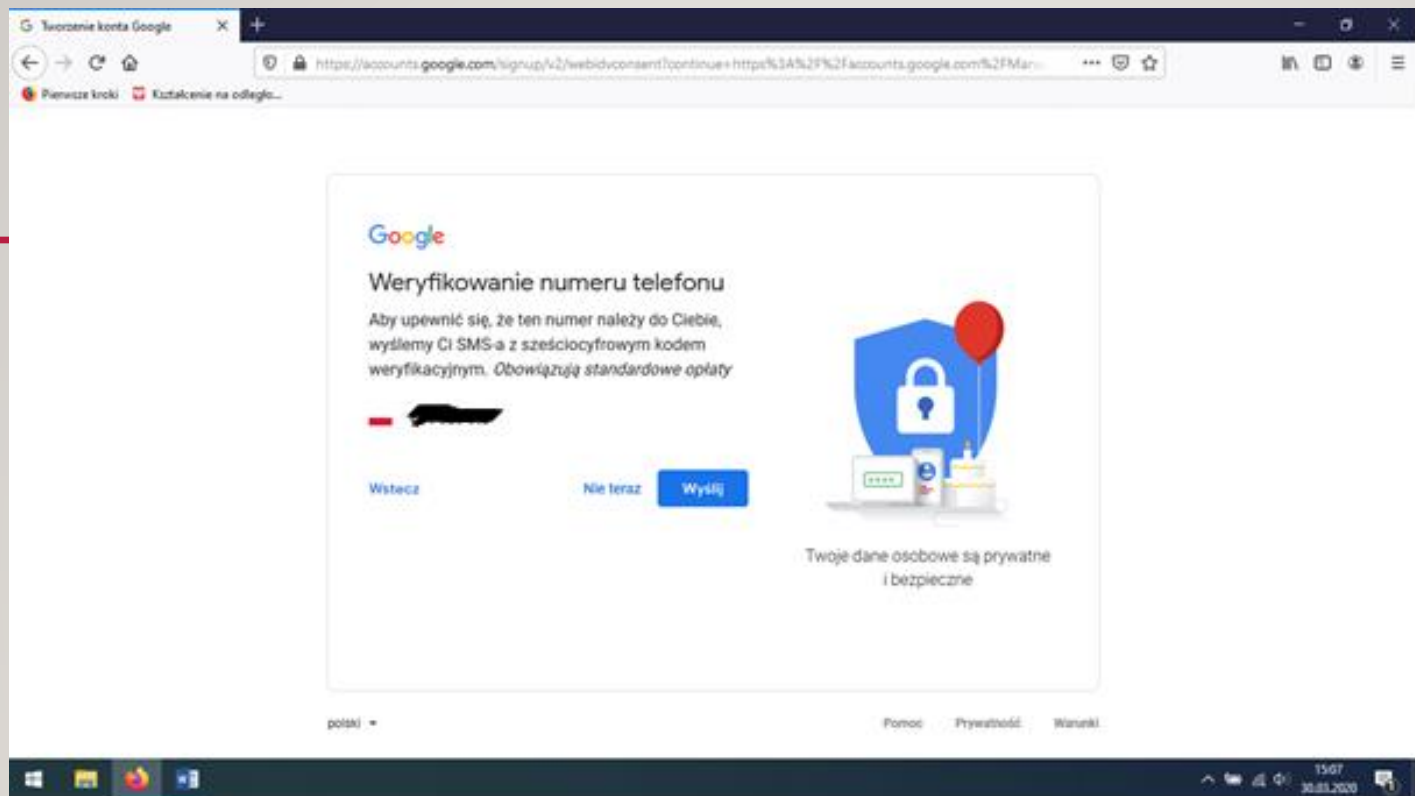 Tworzenie konta Google
https://accounts.google.com/signup/v2/webidvconsent?continue=https%3A%2F%2Faccounts.google.com%2FMan
Pierwsze kroki Kształcenie na odległo...
Google
Weryfikowanie numeru telefonu
Aby upewnić się, że ten numer należy do Ciebie,
wyślemy Ci SMS-a z sześciocyfrowym kodem
weryfikacyjnym. Obowiązują standardowe opłaty
Wstecz Nie teraz Wyślij
Twoje dane osobowe są prywatne
i bezpieczne
polski Pomoc Prywatność Warunki
15:07
30.03.2020